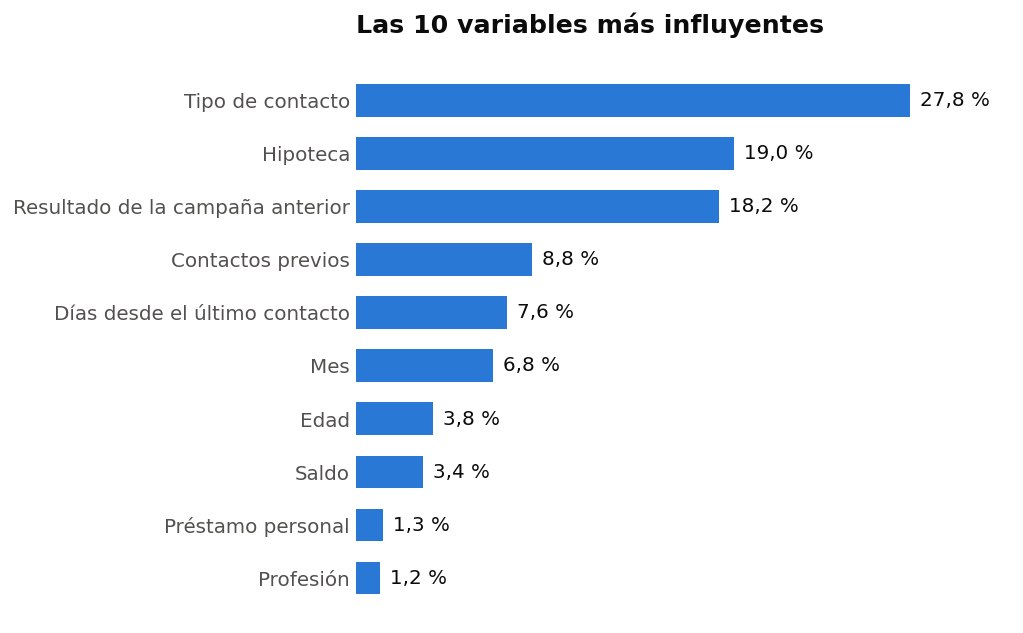 Las 10 variables más influyentes
Tipo de contacto 27,8 %
Hipoteca 19,0 %
Resultado de la campaña anterior 18,2 %
Contactos previos 8,8 %
Días desde el último contacto 7,6 %
Mes 6,8 %
Edad 3,8 %
Saldo 3,4 %
Préstamo personal 1,3 %
Profesión 1,2 %